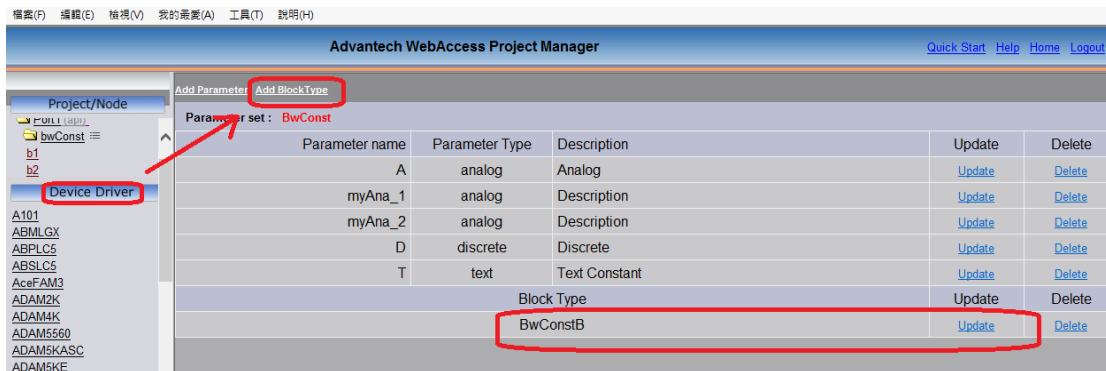 檔案(F) 編輯(E) 檢視(V) 我的最愛(A) 工具(T) 說明(H)
Advantech WebAccess Project Manager
Quick Start Help Home Logout
Project/Node
Port1 (api)
bwConst
b1
b2
Device Driver
A101
ABMLGX
ABPLC5
ABSLC5
AceFAM3
ADAM2K
ADAM4K
ADAM5560
ADAM5KASC
ADAM5KE
Add Parameter Add BlockType
Parameter set : BwConst
Parameter name Parameter Type Description Update Delete
A analog Analog Update Delete
myAna_1 analog Description Update Delete
myAna_2 analog Description Update Delete
D discrete Discrete Update Delete
T text Text Constant Update Delete
Block Type Update Delete
BwConstB Update Delete